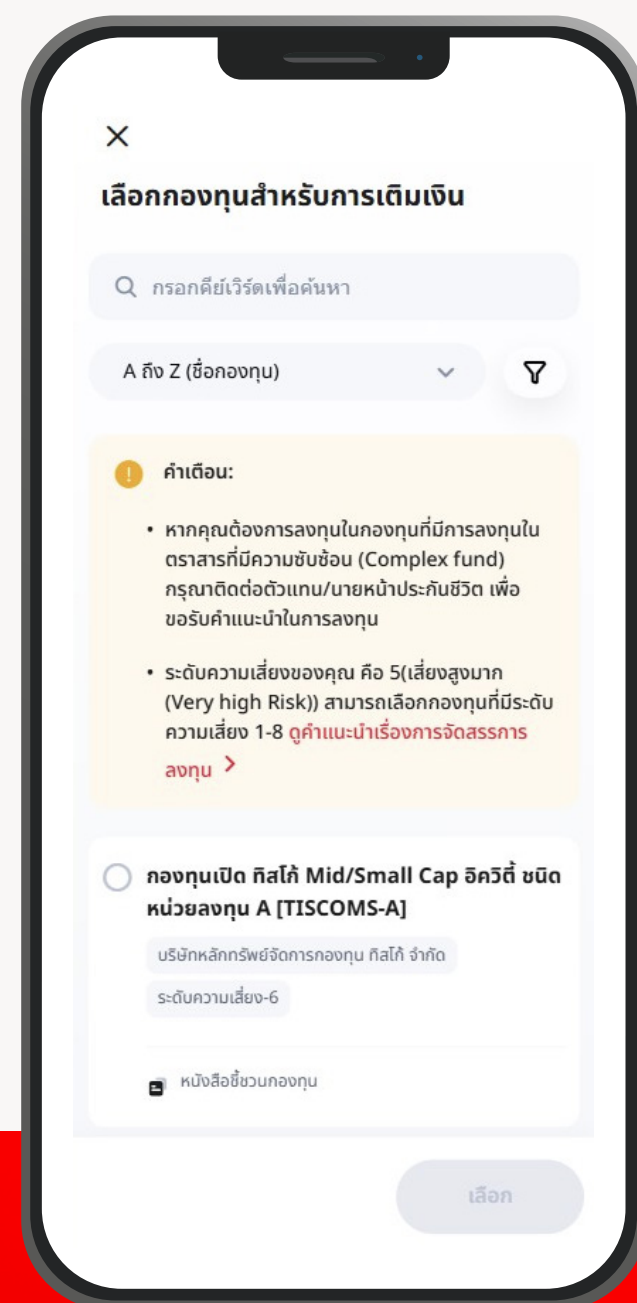 เลือกกองทุนสำหรับการเติมเงิน
กรอกคีย์เวิร์ดเพื่อค้นหา
A ถึง Z (ชื่อกองทุน)
คำเตือน:
• หากคุณต้องการลงทุนในกองทุนที่มีการลงทุนใน
ตราสารที่มีความซับซ้อน (Complex fund)
กรุณาติดต่อตัวแทน/นายหน้าประกันชีวิต เพื่อ
ขอรับคำแนะนำในการลงทุน
• ระดับความเสี่ยงของคุณ คือ 5(เสี่ยงสูงมาก
(Very high Risk)) สามารถเลือกกองทุนที่มีระดับ
ความเสี่ยง 1-8 ดูคำแนะนำเรื่องการจัดสรรการ
ลงทุน >
กองทุนเปิด ทิสโก้ Mid/Small Cap อิควิตี้ ชนิด
หน่วยลงทุน A [TISCOMS-A]
บริษัทหลักทรัพย์จัดการกองทุน ทิสโก้ จำกัด
ระดับความเสี่ยง-6
หนังสือชี้ชวนกองทุน
เลือก